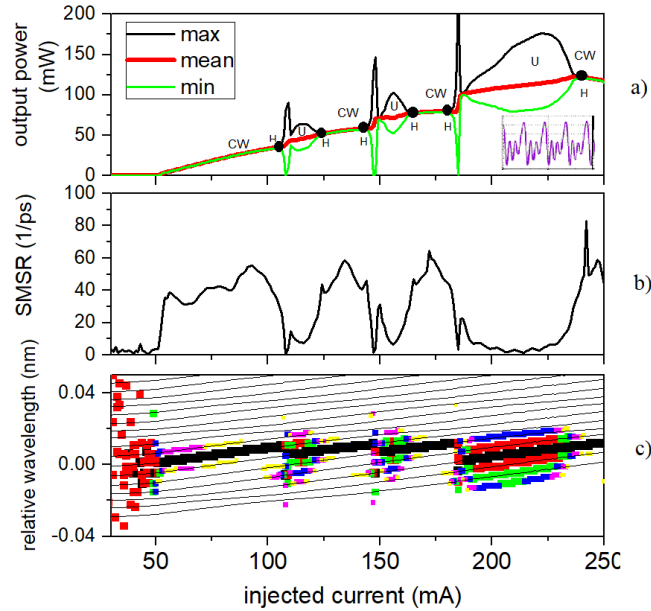 200
150
100
50
0
output power
mW
max
mean
min
CW
H
U
H
CW
H
U
H
CW
H
U
CW
H
a)
100
80
60
40
20
0
SMSR (1/ps)
b)
0.04
0.00
-0.04
relative wavelength (nm)
c)
50 100 150 200 250
injected current (mA)